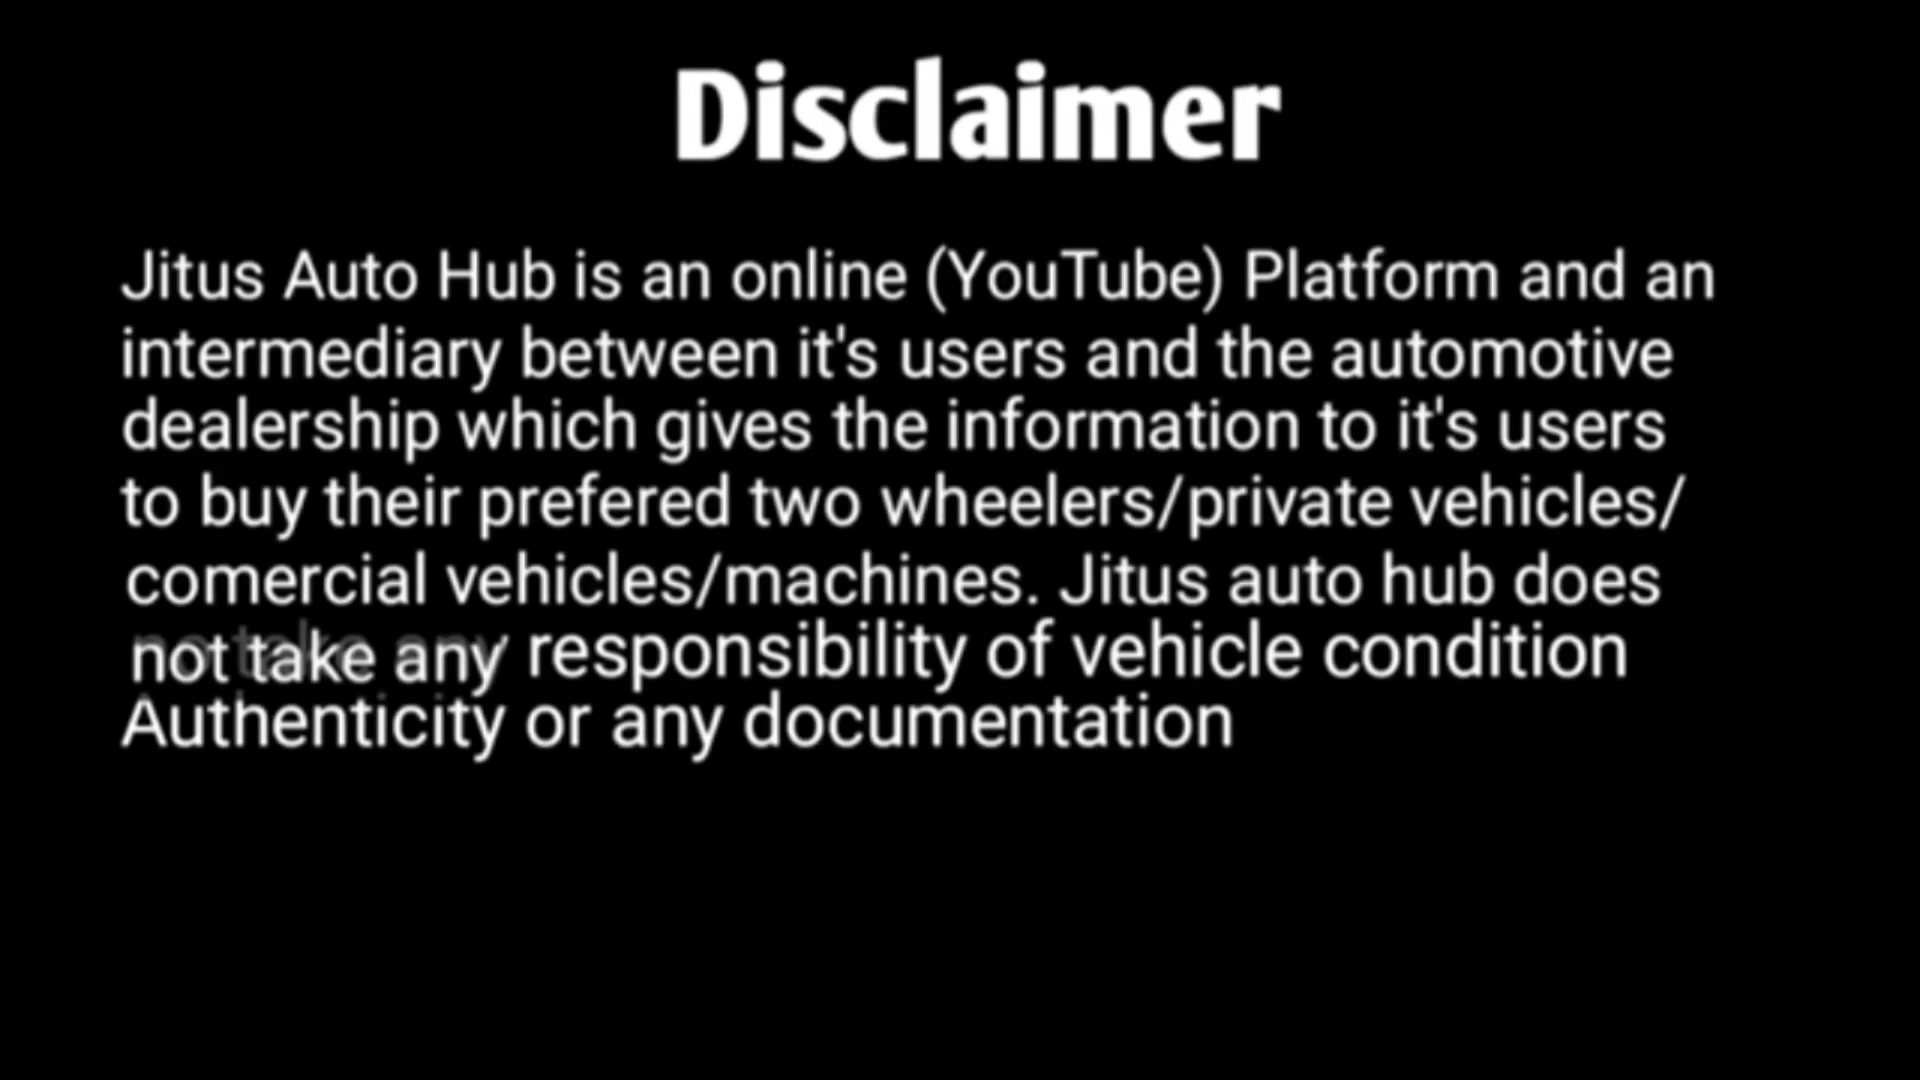 Disclaimer
Jitus Auto Hub is an online (YouTube) Platform and an
intermediary between it's users and the automotive
dealership which gives the information to it's users
to buy their prefered two wheelers/private vehicles/
comercial vehicles/machines. Jitus auto hub does
not take any responsibility of vehicle condition
Authenticity or any documentation